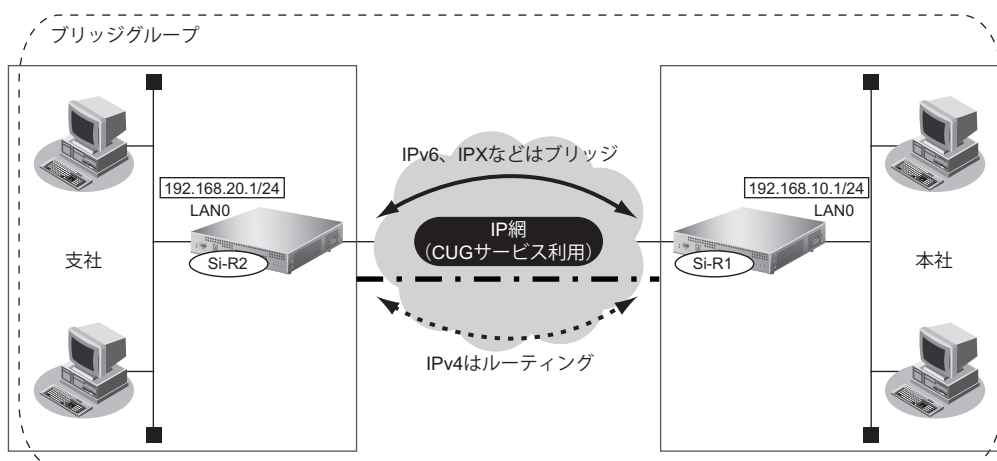 ブリッジグループ
IPv6、IPXなどはブリッジ
192.168.20.1/24
LAN0
192.168.10.1/24
LAN0
IP網
(CUGサービス利用)
支社
Si-R2
Si-R1
本社
IPv4はルーティング